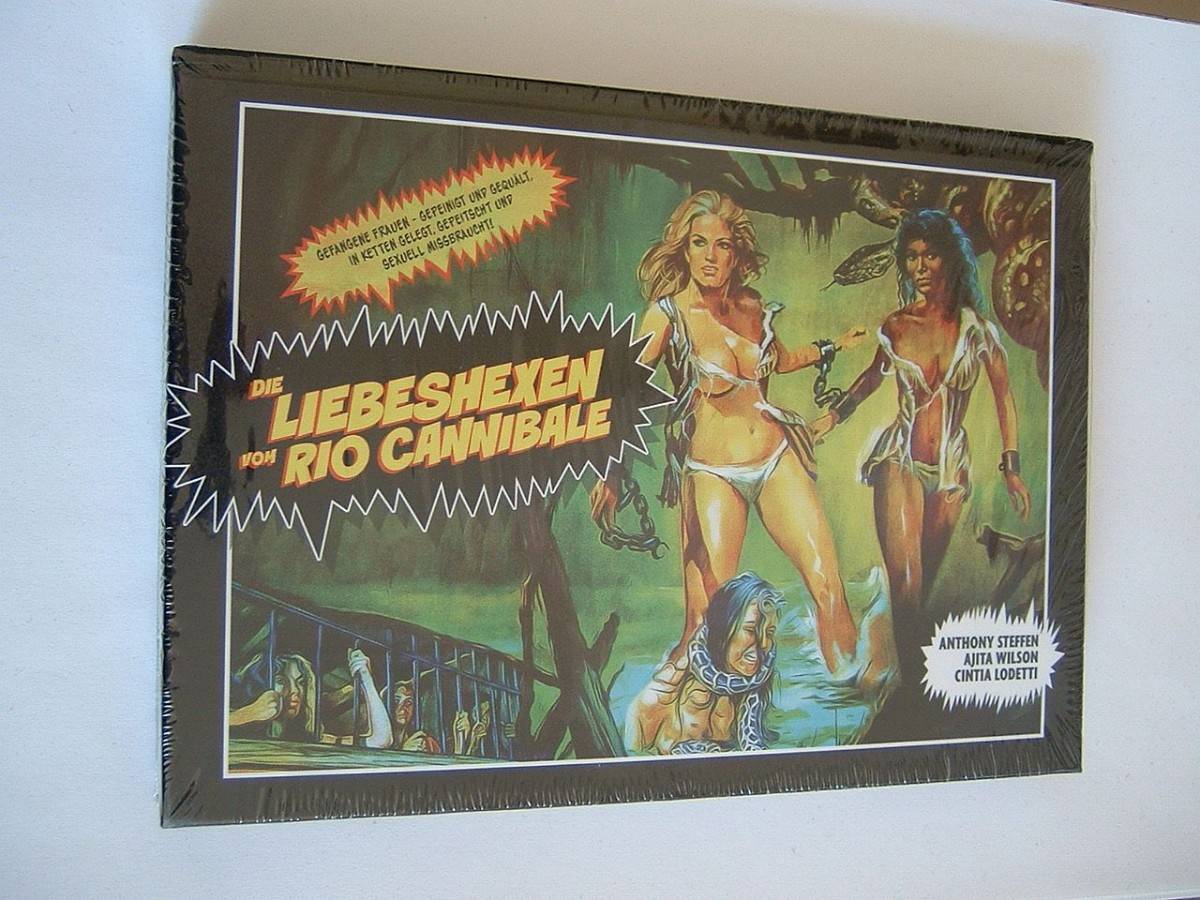 GEFANGENE FRAUEN - GEPEINIGT UND GEQUÄLT,
IN KETTEN GELEGT, GEPEITSCHT UND
SEXUELL MISSBRAUCHT!
DIE
LIEBESHEXEN
VOM RIO CANNIBALE
ANTHONY STEFFEN
AJITA WILSON
CINTIA LODETTI